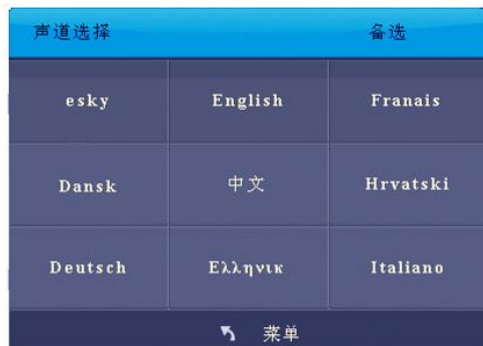 声道选择 备选
esky English Franais
Dansk 中文 Hrvatski
Deutsch Ελληνικ Italiano
菜单